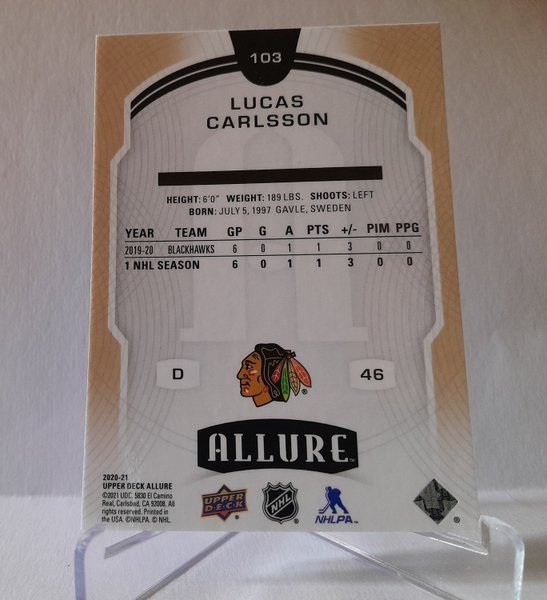 103
LUCAS
CARLSSON
HEIGHT: 6'0" WEIGHT: 189 LBS. SHOOTS: LEFT
BORN: JULY 5, 1997 GAVLE, SWEDEN
YEAR TEAM GP G A PTS +/- PIM PPG
2019-20 BLACKHAWKS 6 0 1 1 3 0 0
1 NHL SEASON 6 0 1 1 3 0 0
D 46
®
ALLURE™
2020-21
UPPER DECK ALLURE
©2021 UDC. 5830 El Camino
Real, Carlsbad, CA 92008. All
rights reserved. Printed in
the USA. ©NHLPA. © NHL.
UPPER DECK ®
NHL ®
NHLPA™
®